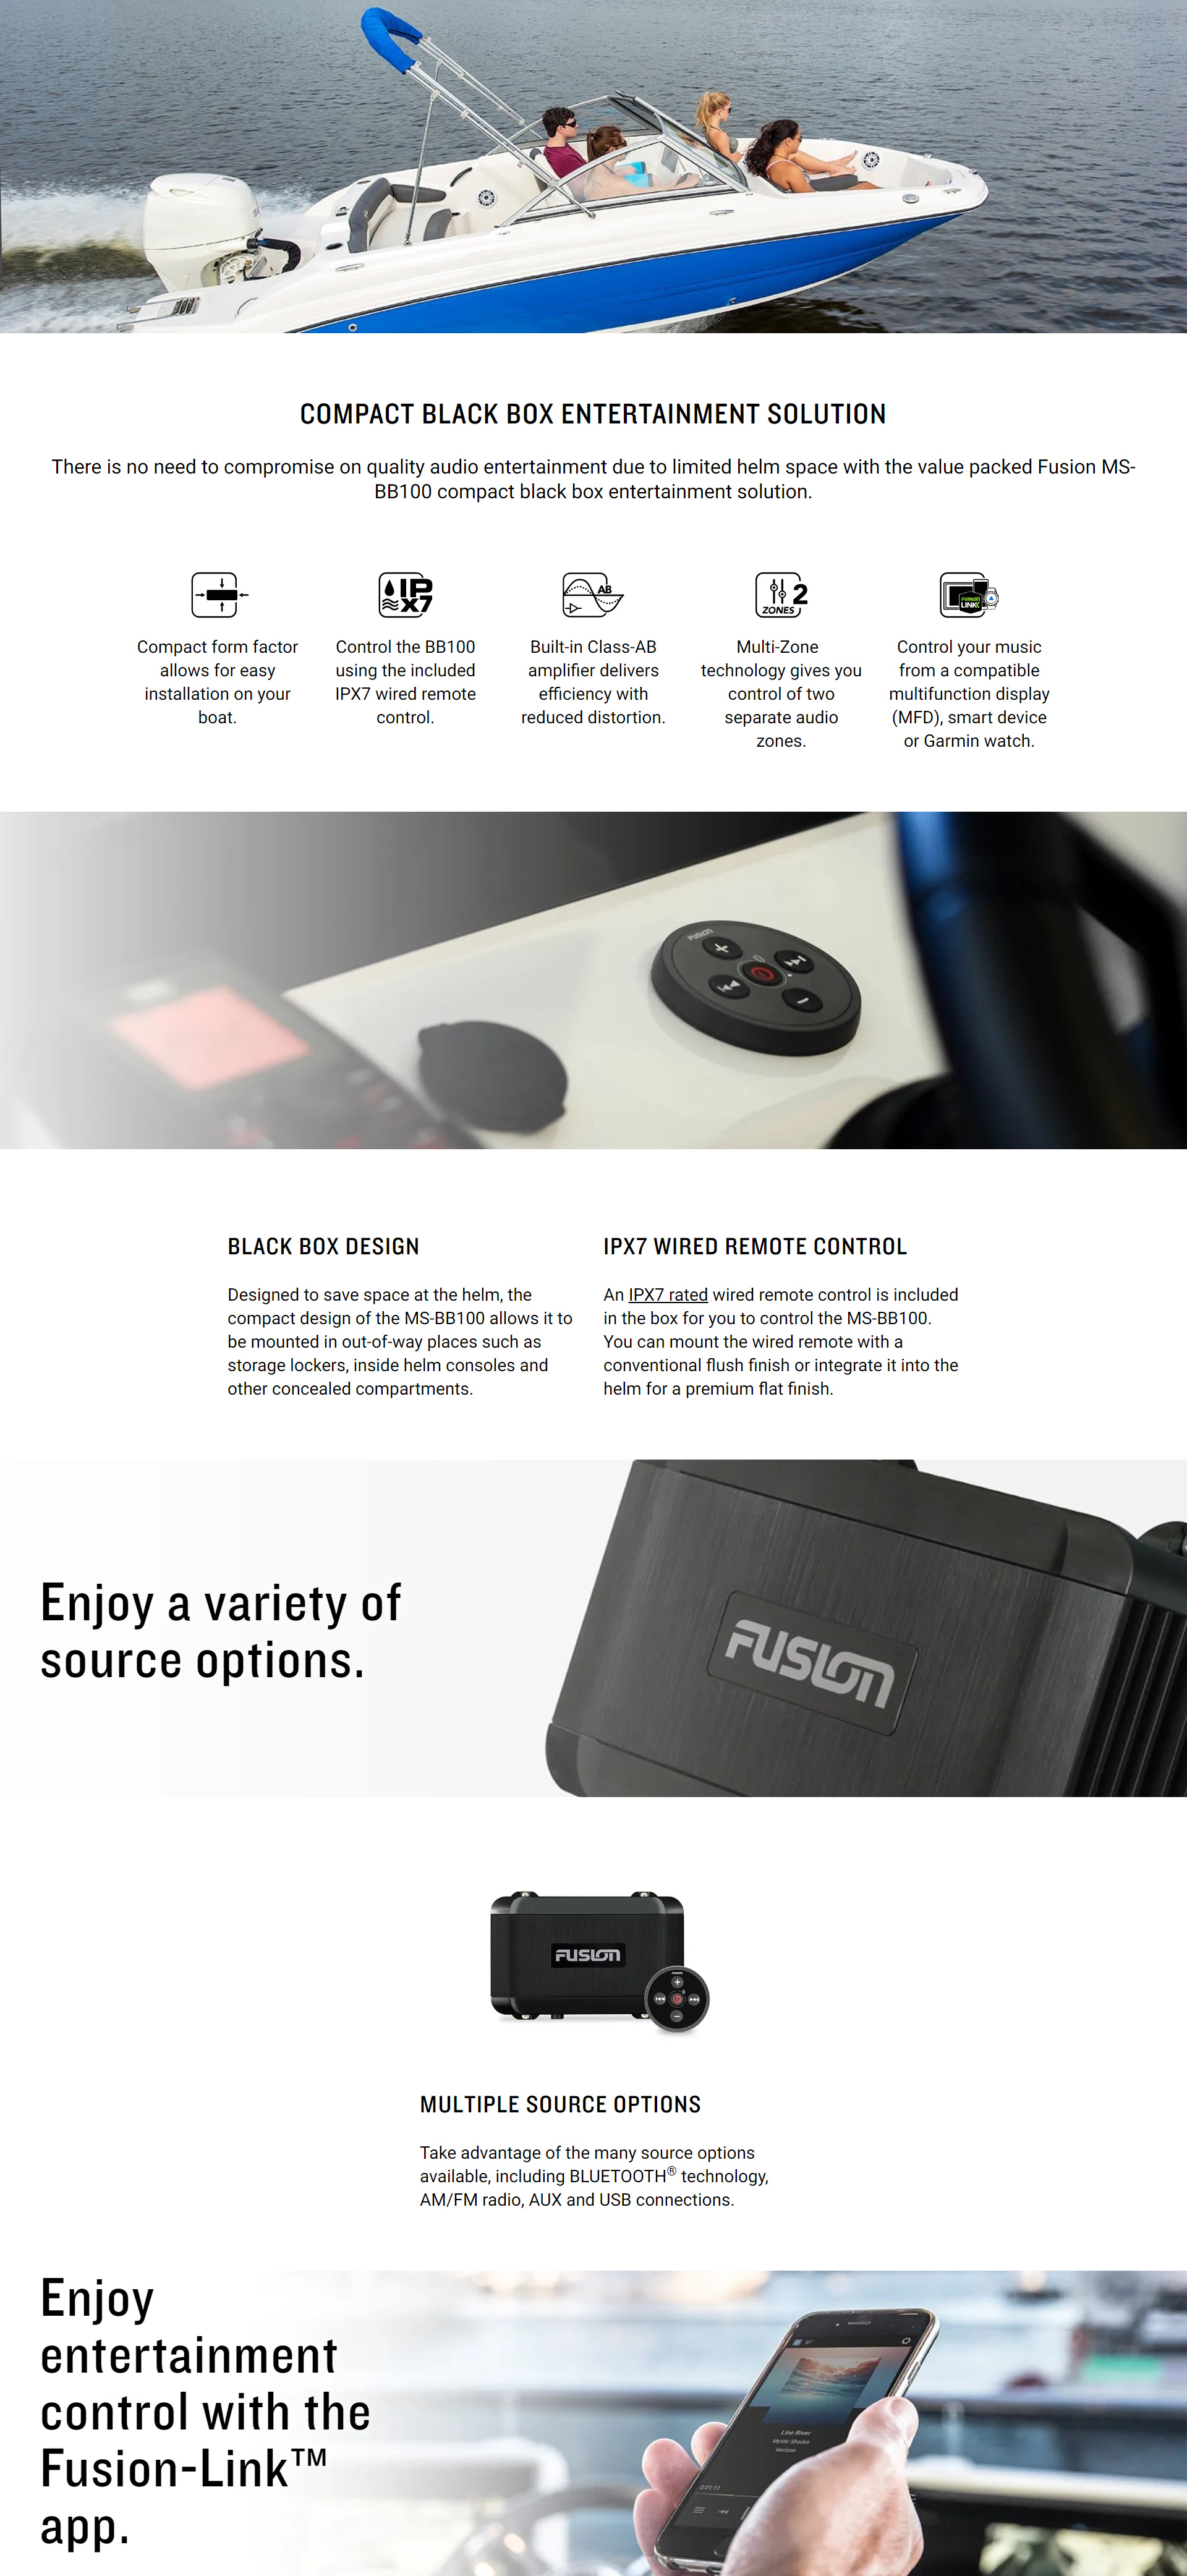 COMPACT BLACK BOX ENTERTAINMENT SOLUTION
There is no need to compromise on quality audio entertainment due to limited helm space with the value packed Fusion MS-
BB100 compact black box entertainment solution.
IP
X7
AB
2
ZONES
FUSION
LINK
Compact form factor
allows for easy
installation on your
boat.
Control the BB100
using the included
IPX7 wired remote
control.
Built-in Class-AB
amplifier delivers
efficiency with
reduced distortion.
Multi-Zone
technology gives you
control of two
separate audio
zones.
Control your music
from a compatible
multifunction display
(MFD), smart device
or Garmin watch.
FUSION
BLACK BOX DESIGN
Designed to save space at the helm, the
compact design of the MS-BB100 allows it to
be mounted in out-of-way places such as
storage lockers, inside helm consoles and
other concealed compartments.
IPX7 WIRED REMOTE CONTROL
An IPX7 rated wired remote control is included
in the box for you to control the MS-BB100.
You can mount the wired remote with a
conventional flush finish or integrate it into the
helm for a premium flat finish.
Enjoy a variety of
source options.
FUSION
FUSION
FUSION
MULTIPLE SOURCE OPTIONS
Take advantage of the many source options
available, including BLUETOOTH® technology,
AM/FM radio, AUX and USB connections.
Enjoy
entertainment
control with the
Fusion-Link™
app.
BT
Line River
Mystic Shades
Horizon
0:01:11